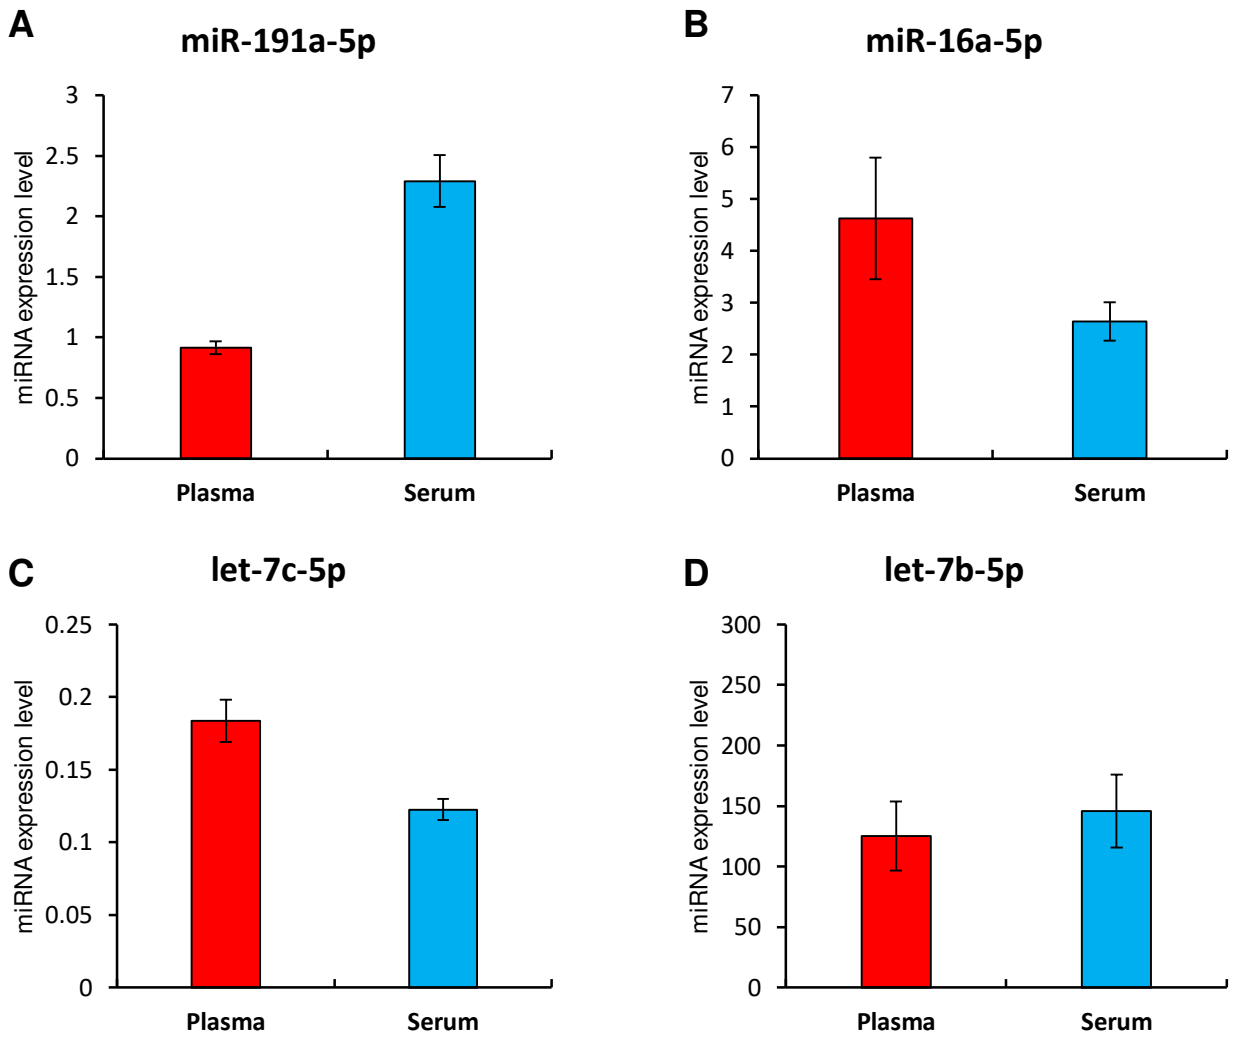 A
miR-191a-5p
miRNA expression level
3
2.5
2
1.5
1
0.5
0
Plasma
Serum
B
miR-16a-5p
miRNA expression level
7
6
5
4
3
2
1
0
Plasma
Serum
C
let-7c-5p
miRNA expression level
0.25
0.2
0.15
0.1
0.05
0
Plasma
Serum
D
let-7b-5p
miRNA expression level
300
250
200
150
100
50
0
Plasma
Serum